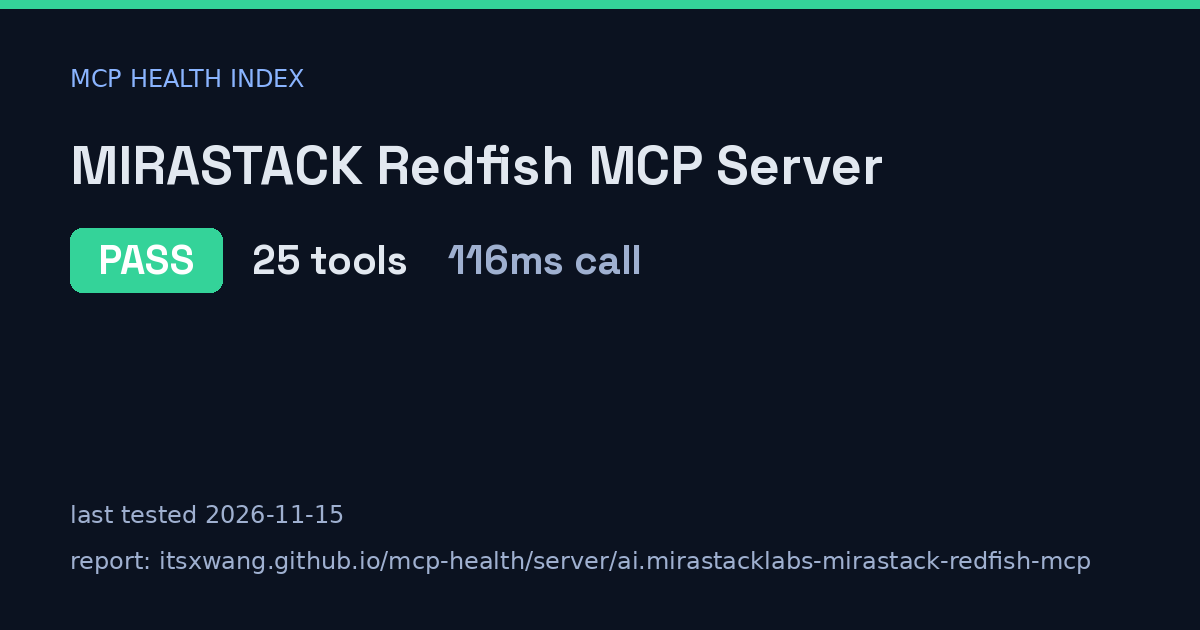 MCP HEALTH INDEX
MIRASTACK Redfish MCP Server
PASS 25 tools 116ms call
last tested 2026-11-15
report: itsxwang.github.io/mcp-health/server/ai.mirastacklabs-mirastack-redfish-mcp